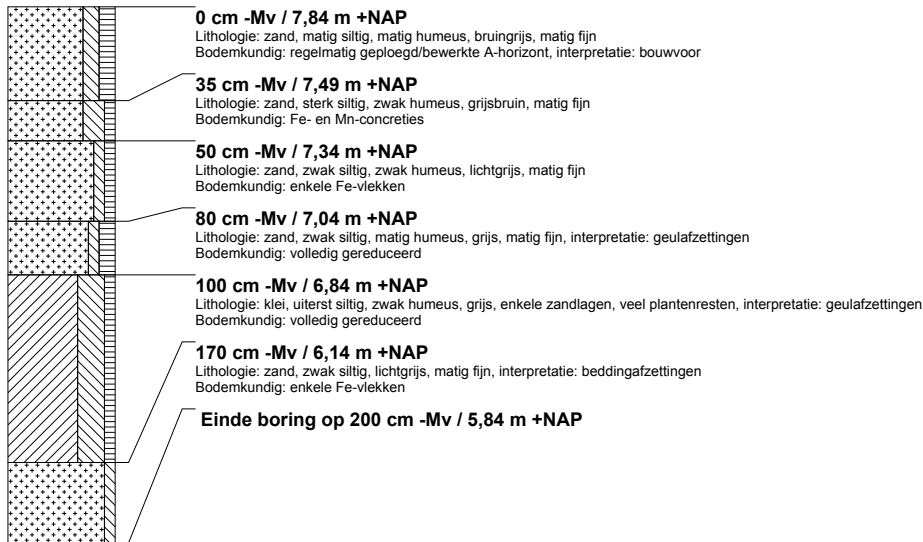 0 cm -Mv / 7,84 m +NAP
Lithologie: zand, matig siltig, matig humeus, bruingrijs, matig fijn
Bodemkundig: regelmatig geploegd/bewerkte A-horizont, interpretatie: bouwvoor
35 cm -Mv / 7,49 m +NAP
Lithologie: zand, sterk siltig, zwak humeus, grijsbruin, matig fijn
Bodemkundig: Fe- en Mn-concreties
50 cm -Mv / 7,34 m +NAP
Lithologie: zand, zwak siltig, zwak humeus, lichtgrijs, matig fijn
Bodemkundig: enkele Fe-vlekken
80 cm -Mv / 7,04 m +NAP
Lithologie: zand, zwak siltig, matig humeus, grijs, matig fijn, interpretatie: geulafzettingen
Bodemkundig: volledig gereduceerd
100 cm -Mv / 6,84 m +NAP
Lithologie: klei, uiterst siltig, zwak humeus, grijs, enkele zandlagen, veel plantenresten, interpretatie: geulafzettingen
Bodemkundig: volledig gereduceerd
170 cm -Mv / 6,14 m +NAP
Lithologie: zand, zwak siltig, lichtgrijs, matig fijn, interpretatie: beddingafzettingen
Bodemkundig: enkele Fe-vlekken
Einde boring op 200 cm -Mv / 5,84 m +NAP